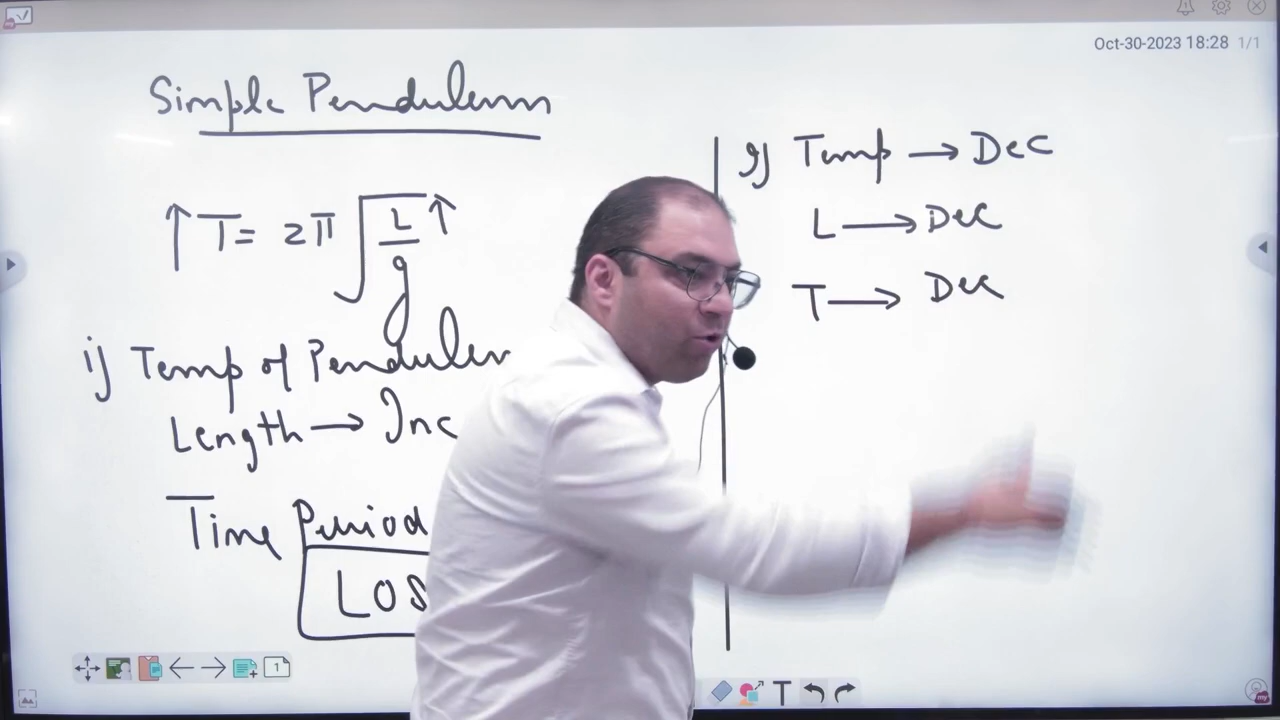 Oct-30-2023 18:28 1/1
Simple Pendulum
↑ T = 2π √(L/g) ↑
if Temp of Pendulum
Length → Inc
Time Period
LOS
if Temp → Dec
L → Dec
T → Dec
1
T